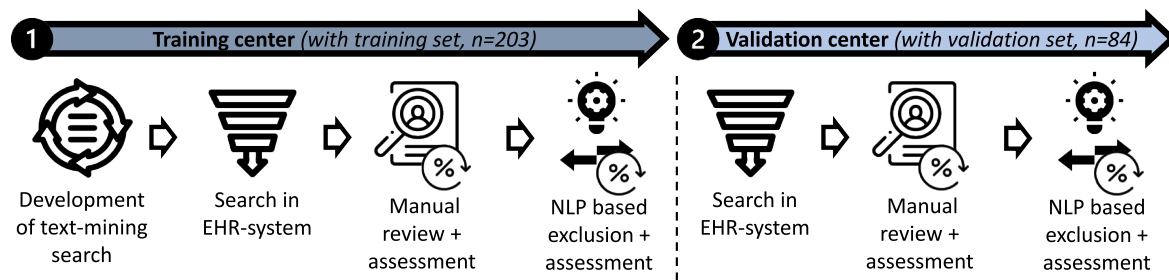 1 Training center (with training set, n=203)
2 Validation center (with validation set, n=84)
Development
of text-mining
search
Search in
EHR-system
%
Manual
review +
assessment
%
NLP based
exclusion +
assessment
Search in
EHR-system
%
Manual
review +
assessment
%
NLP based
exclusion +
assessment